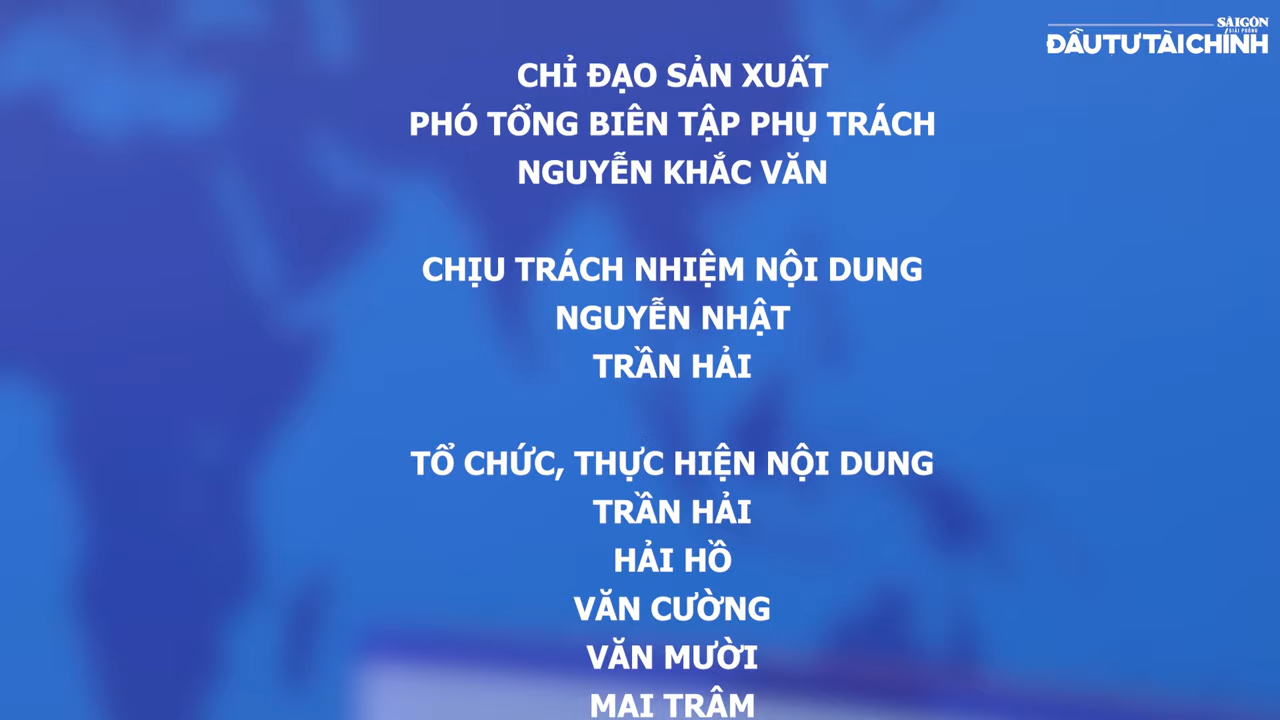 SÀI GÒN
GIẢI PHÓNG
ĐẦU TƯ TÀI CHÍNH
CHỈ ĐẠO SẢN XUẤT
PHÓ TỔNG BIÊN TẬP PHỤ TRÁCH
NGUYỄN KHẮC VĂN
CHỊU TRÁCH NHIỆM NỘI DUNG
NGUYỄN NHẬT
TRẦN HẢI
TỔ CHỨC, THỰC HIỆN NỘI DUNG
TRẦN HẢI
HẢI HỒ
VĂN CƯỜNG
VĂN MƯỜI
MAI TRÂM